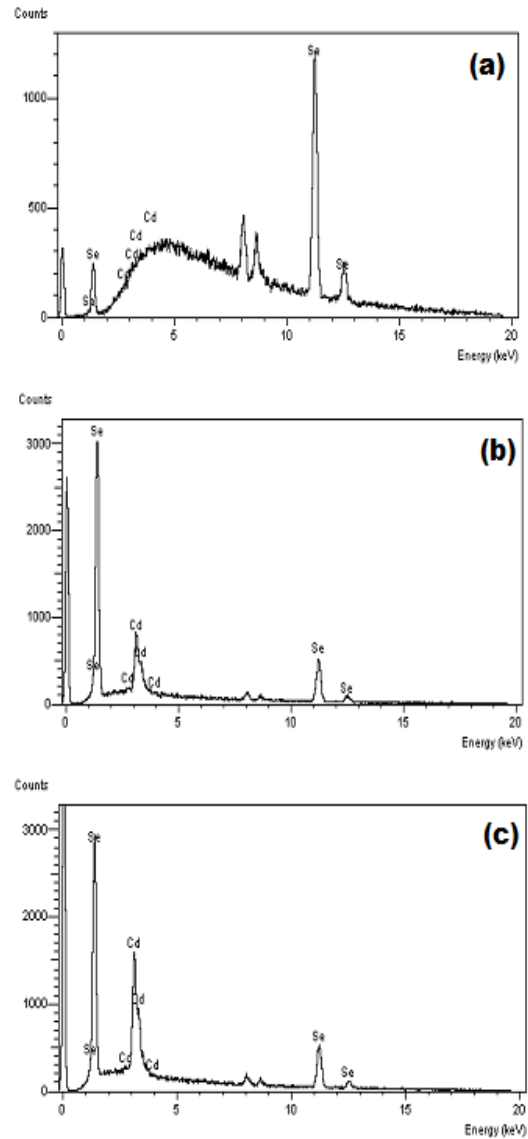 Counts
(a)
Se
1000
500
Cd
Cd
Se
Cd
Se
Cd
Se
0
0 5 10 15 20
Energy (keV)
Counts
(b)
3000
Se
2000
1000
Cd
Cd
Se
Se
Cd
Cd
Se
0
0 5 10 15 20
Energy (keV)
Counts
(c)
3000
Se
2000
Cd
1000
Cd
Se
Se
Cd
Cd
Se
0
0 5 10 15 20
Energy (keV)